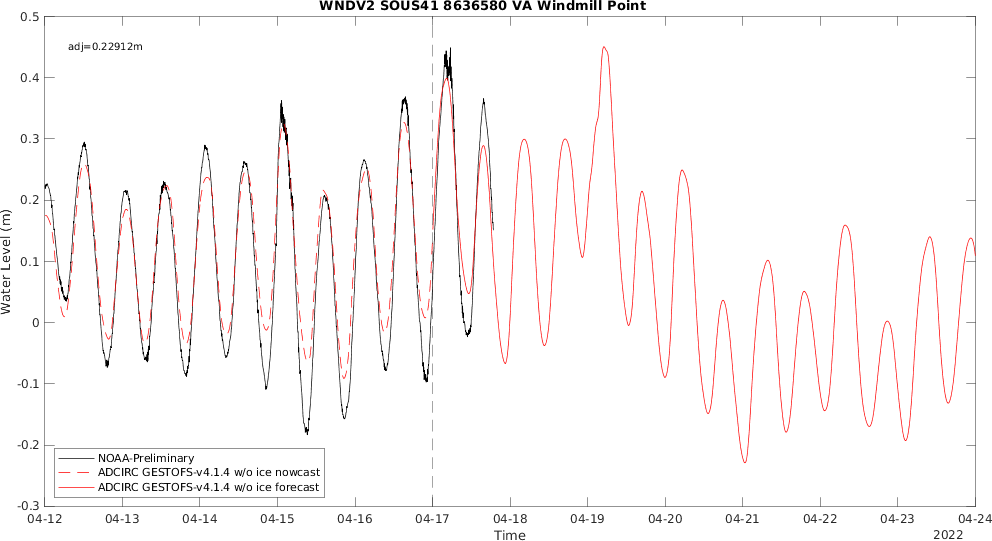 WNDV2 SOUS41 8636580 VA Windmill Point
adj=0.22912m
0.5
0.4
0.3
0.2
0.1
0
-0.1
-0.2
-0.3
Water Level (m)
NOAA-Preliminary
ADCIRC GESTOFS-v4.1.4 w/o ice nowcast
ADCIRC GESTOFS-v4.1.4 w/o ice forecast
04-12 04-13 04-14 04-15 04-16 04-17 04-18 04-19 04-20 04-21 04-22 04-23 04-24
Time
2022